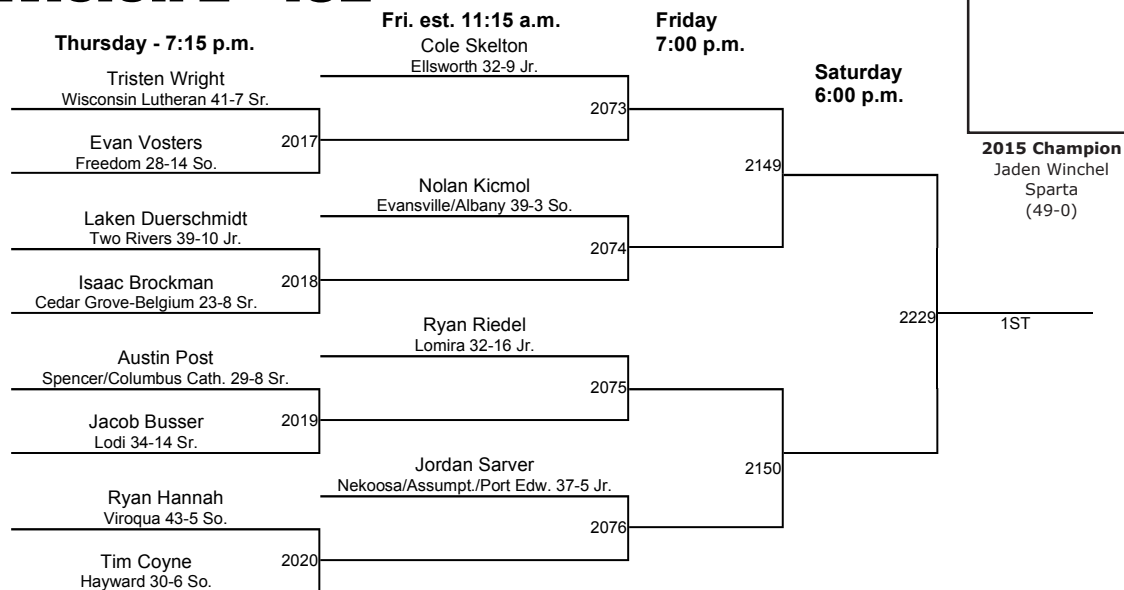 Thursday - 7:15 p.m.
Fri. est. 11:15 a.m.
Friday
7:00 p.m.
Saturday
6:00 p.m.
Cole Skelton
Ellsworth 32-9 Jr.
Tristen Wright
Wisconsin Lutheran 41-7 Sr.
2073
Evan Vosters
2017
Freedom 28-14 So.
2149
2015 Champion
Jaden Winchel
Sparta
(49-0)
Nolan Kicmol
Evansville/Albany 39-3 So.
Laken Duerschmidt
Two Rivers 39-10 Jr.
2074
Isaac Brockman
2018
Cedar Grove-Belgium 23-8 Sr.
2229
1ST
Ryan Riedel
Lomira 32-16 Jr.
Austin Post
Spencer/Columbus Cath. 29-8 Sr.
2075
Jacob Busser
2019
Lodi 34-14 Sr.
2150
Jordan Sarver
Nekoosa/Assumpt./Port Edw. 37-5 Jr.
Ryan Hannah
Viroqua 43-5 So.
2076
Tim Coyne
2020
Hayward 30-6 So.